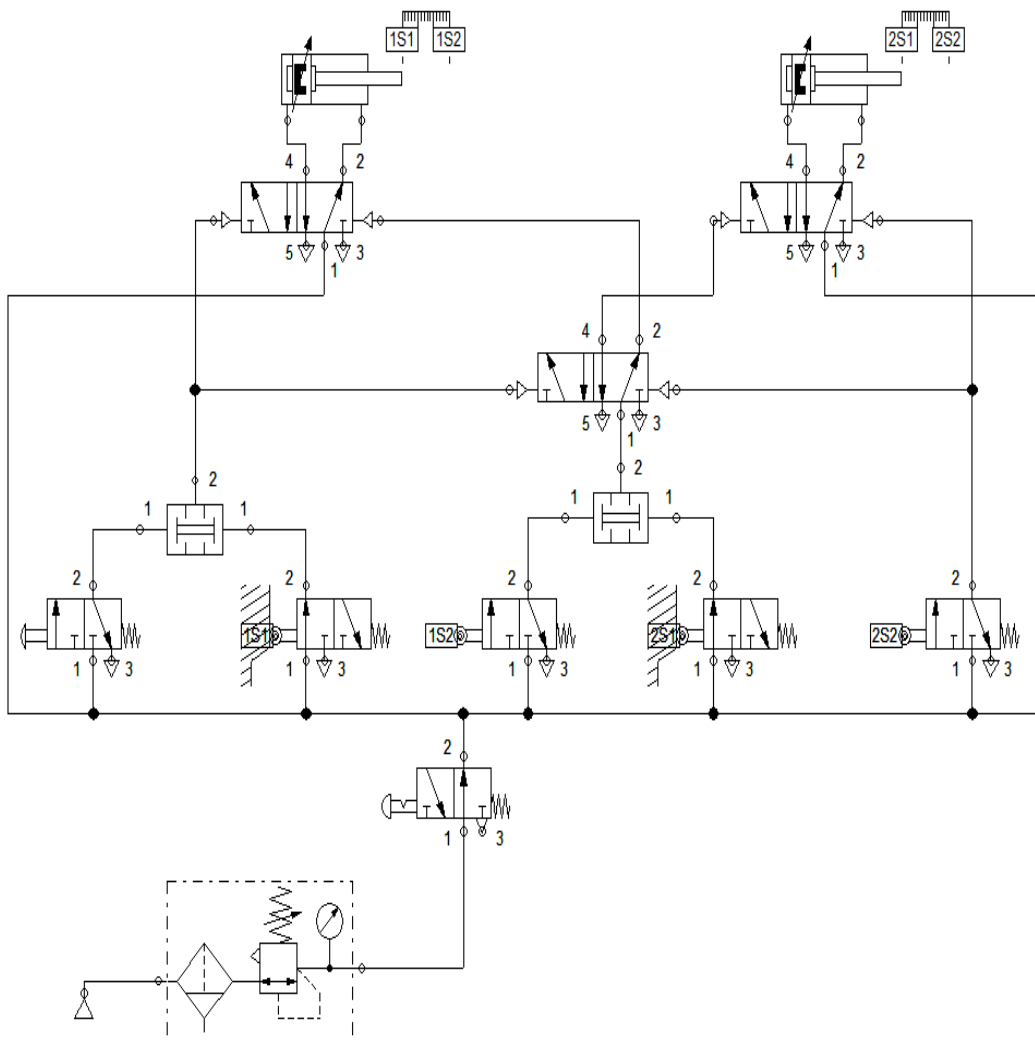 1S1 1S2 2S1 2S2
4 2 4 2
5 1 3 5 1 3
4 2
5 1 3
2 2
1 1 1 1
2 2 2 2 2
1S1 1S2 2S1 2S2
1 3 1 3 1 3 1 3 1 3
2
1 3